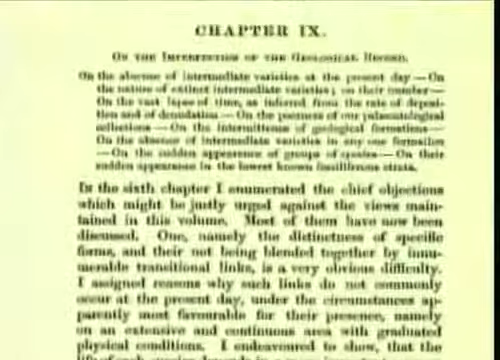 CHAPTER IX.
ON THE IMPERFECTION OF THE GEOLOGICAL RECORD.
On the absence of intermediate varieties at the present day—On
the nature of extinct intermediate varieties; on their number—
On the vast lapse of time, as inferred from the rate of deposi-
tion and of denudation—On the poorness of our palæontological
collections—On the intermittence of geological formations—
On the absence of intermediate varieties in any one formation
—On the sudden appearance of groups of species—On their
sudden appearance in the lowest known fossiliferous strata.
IN the sixth chapter I enumerated the chief objections
which might be justly urged against the views main-
tained in this volume. Most of them have now been
discussed. One, namely the distinctness of specific
forms, and their not being blended together by innu-
merable transitional links, is a very obvious difficulty.
I assigned reasons why such links do not commonly
occur at the present day, under the circumstances ap-
parently most favourable for their presence, namely
on an extensive and continuous area with graduated
physical conditions. I endeavoured to show, that the
life of each species depends in a more